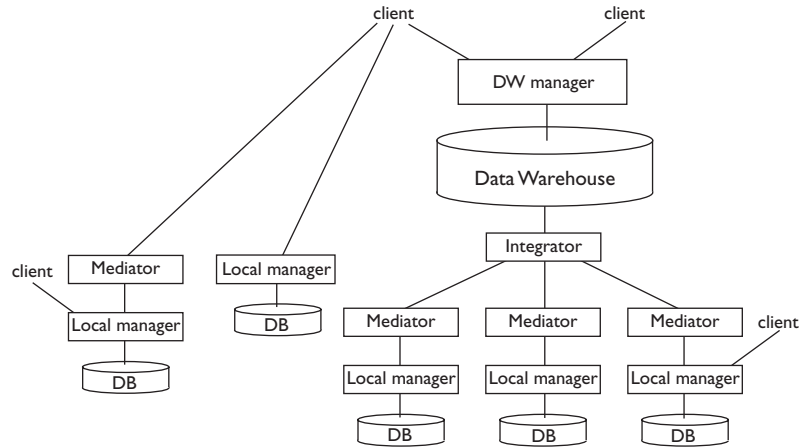 client
client
DW manager
Data Warehouse
Integrator
client
Mediator
Local manager
Local manager
DB
DB
Mediator
Mediator
Mediator
client
Local manager
Local manager
Local manager
DB
DB
DB